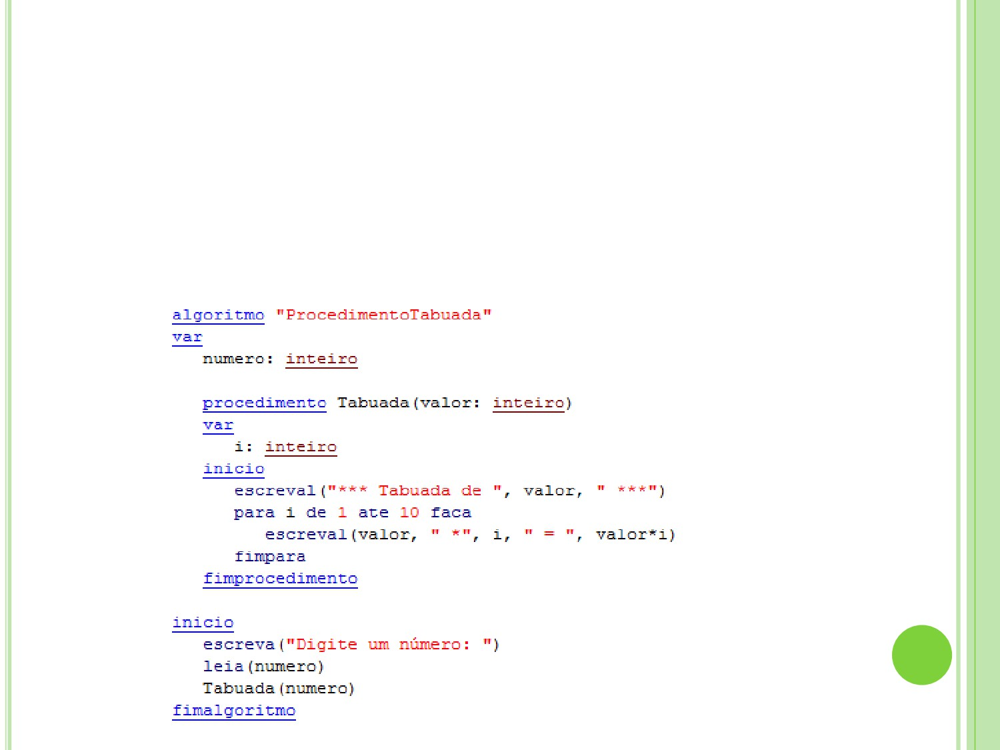 algoritmo "ProcedimentoTabuada"
var
   numero: inteiro

   procedimento Tabuada(valor: inteiro)
   var
      i: inteiro
   inicio
      escreval("*** Tabuada de ", valor, " ***")
      para i de 1 ate 10 faca
         escreval(valor, " *", i, " = ", valor*i)
      fimpara
   fimprocedimento

inicio
   escreva("Digite um número: ")
   leia(numero)
   Tabuada(numero)
fimalgoritmo